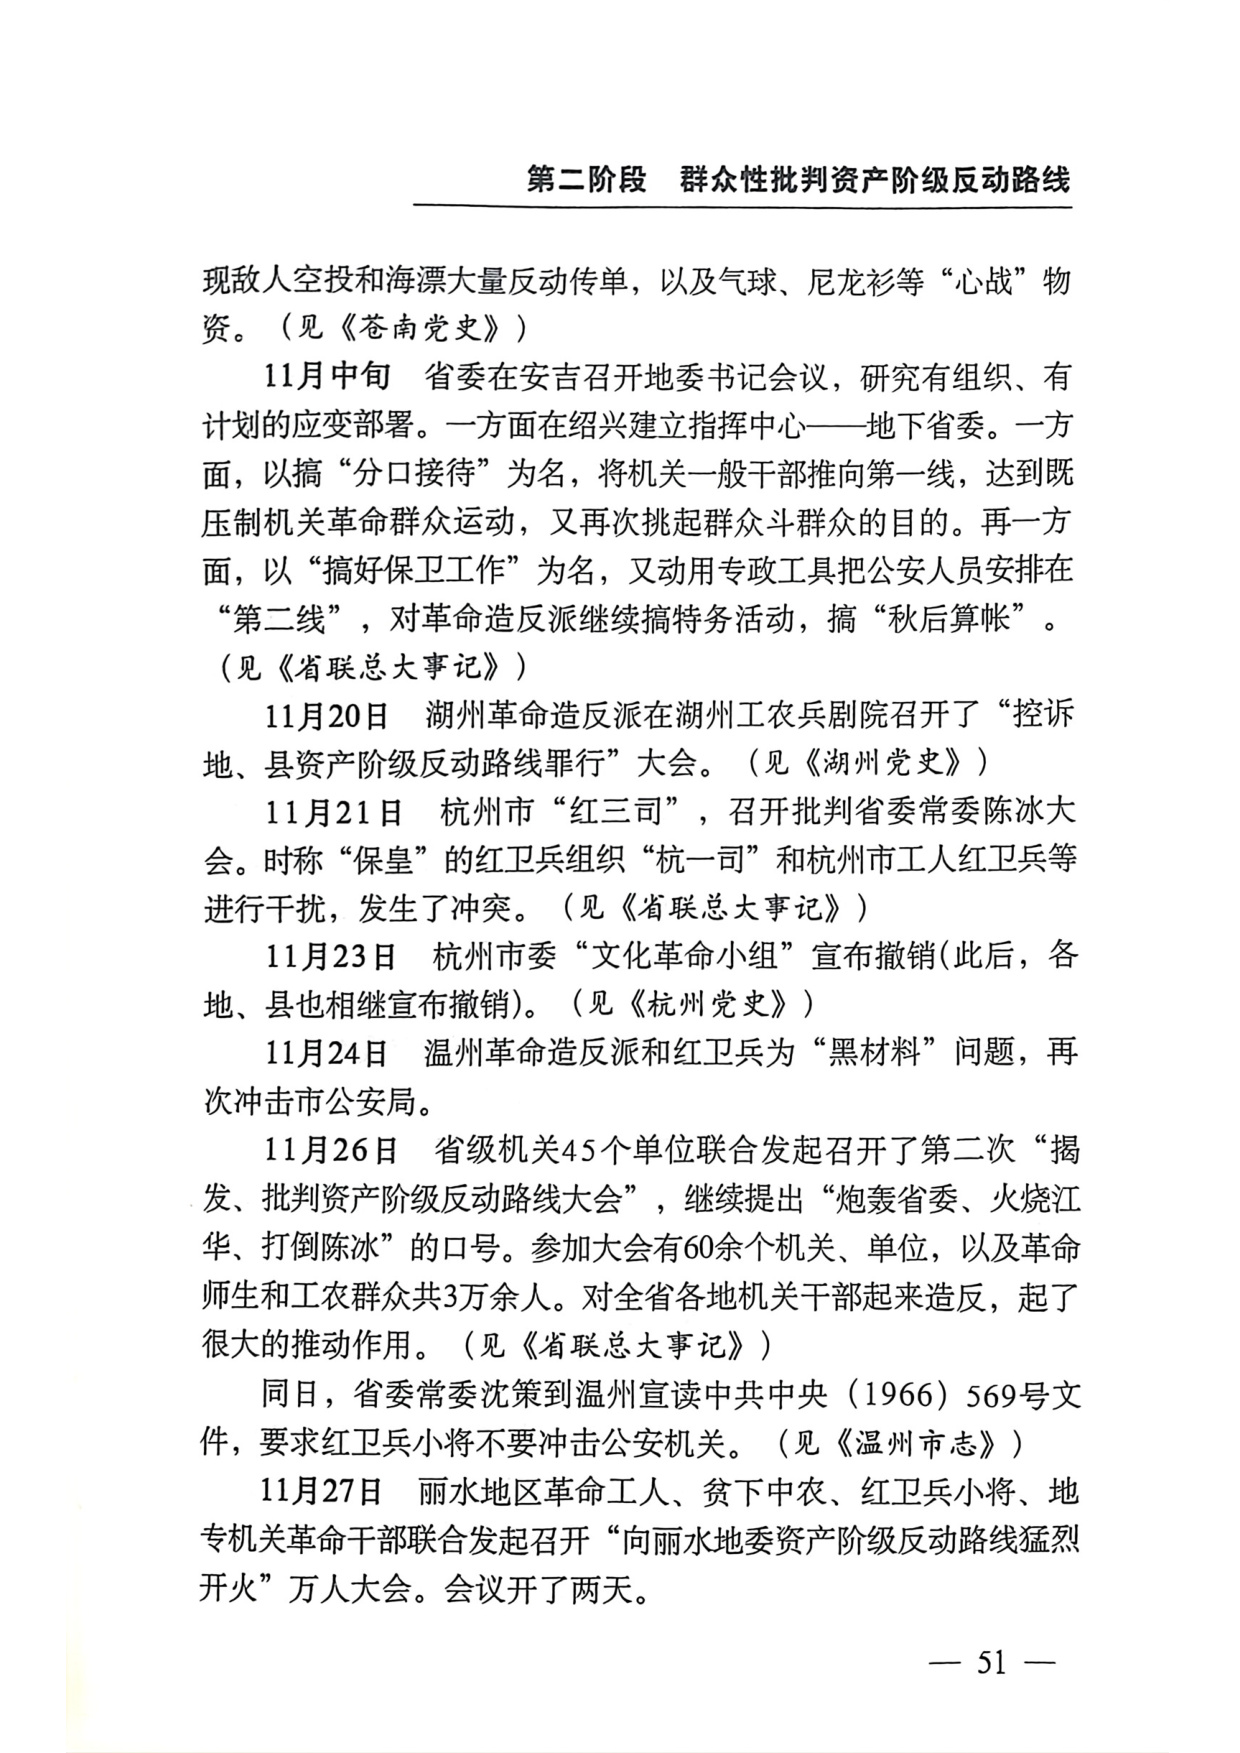 第二阶段　群众性批判资产阶级反动路线
现敌人空投和海漂大量反动传单，以及气球、尼龙衫等“心战”物
资。（见《苍南党史》）
11月中旬　省委在安吉召开地委书记会议，研究有组织、有
计划的应变部署。一方面在绍兴建立指挥中心——地下省委。一方
面，以搞“分口接待”为名，将机关一般干部推向第一线，达到既
压制机关革命群众运动，又再次挑起群众斗群众的目的。再一方
面，以“搞好保卫工作”为名，又动用专政工具把公安人员安排在
“第二线”，对革命造反派继续搞特务活动，搞“秋后算帐”。
（见《省联总大事记》）
11月20日　湖州革命造反派在湖州工农兵剧院召开了“控诉
地、县资产阶级反动路线罪行”大会。（见《湖州党史》）
11月21日　杭州市“红三司”，召开批判省委常委陈冰大
会。时称“保皇”的红卫兵组织“杭一司”和杭州市工人红卫兵等
进行干扰，发生了冲突。（见《省联总大事记》）
11月23日　杭州市委“文化革命小组”宣布撤销(此后，各
地、县也相继宣布撤销)。（见《杭州党史》）
11月24日　温州革命造反派和红卫兵为“黑材料”问题，再
次冲击市公安局。
11月26日　省级机关45个单位联合发起召开了第二次“揭
发、批判资产阶级反动路线大会”，继续提出“炮轰省委、火烧江
华、打倒陈冰”的口号。参加大会有60余个机关、单位，以及革命
师生和工农群众共3万余人。对全省各地机关干部起来造反，起了
很大的推动作用。（见《省联总大事记》）
同日，省委常委沈策到温州宣读中共中央（1966）569号文
件，要求红卫兵小将不要冲击公安机关。（见《温州市志》）
11月27日　丽水地区革命工人、贫下中农、红卫兵小将、地
专机关革命干部联合发起召开“向丽水地委资产阶级反动路线猛烈
开火”万人大会。会议开了两天。
— 51 —